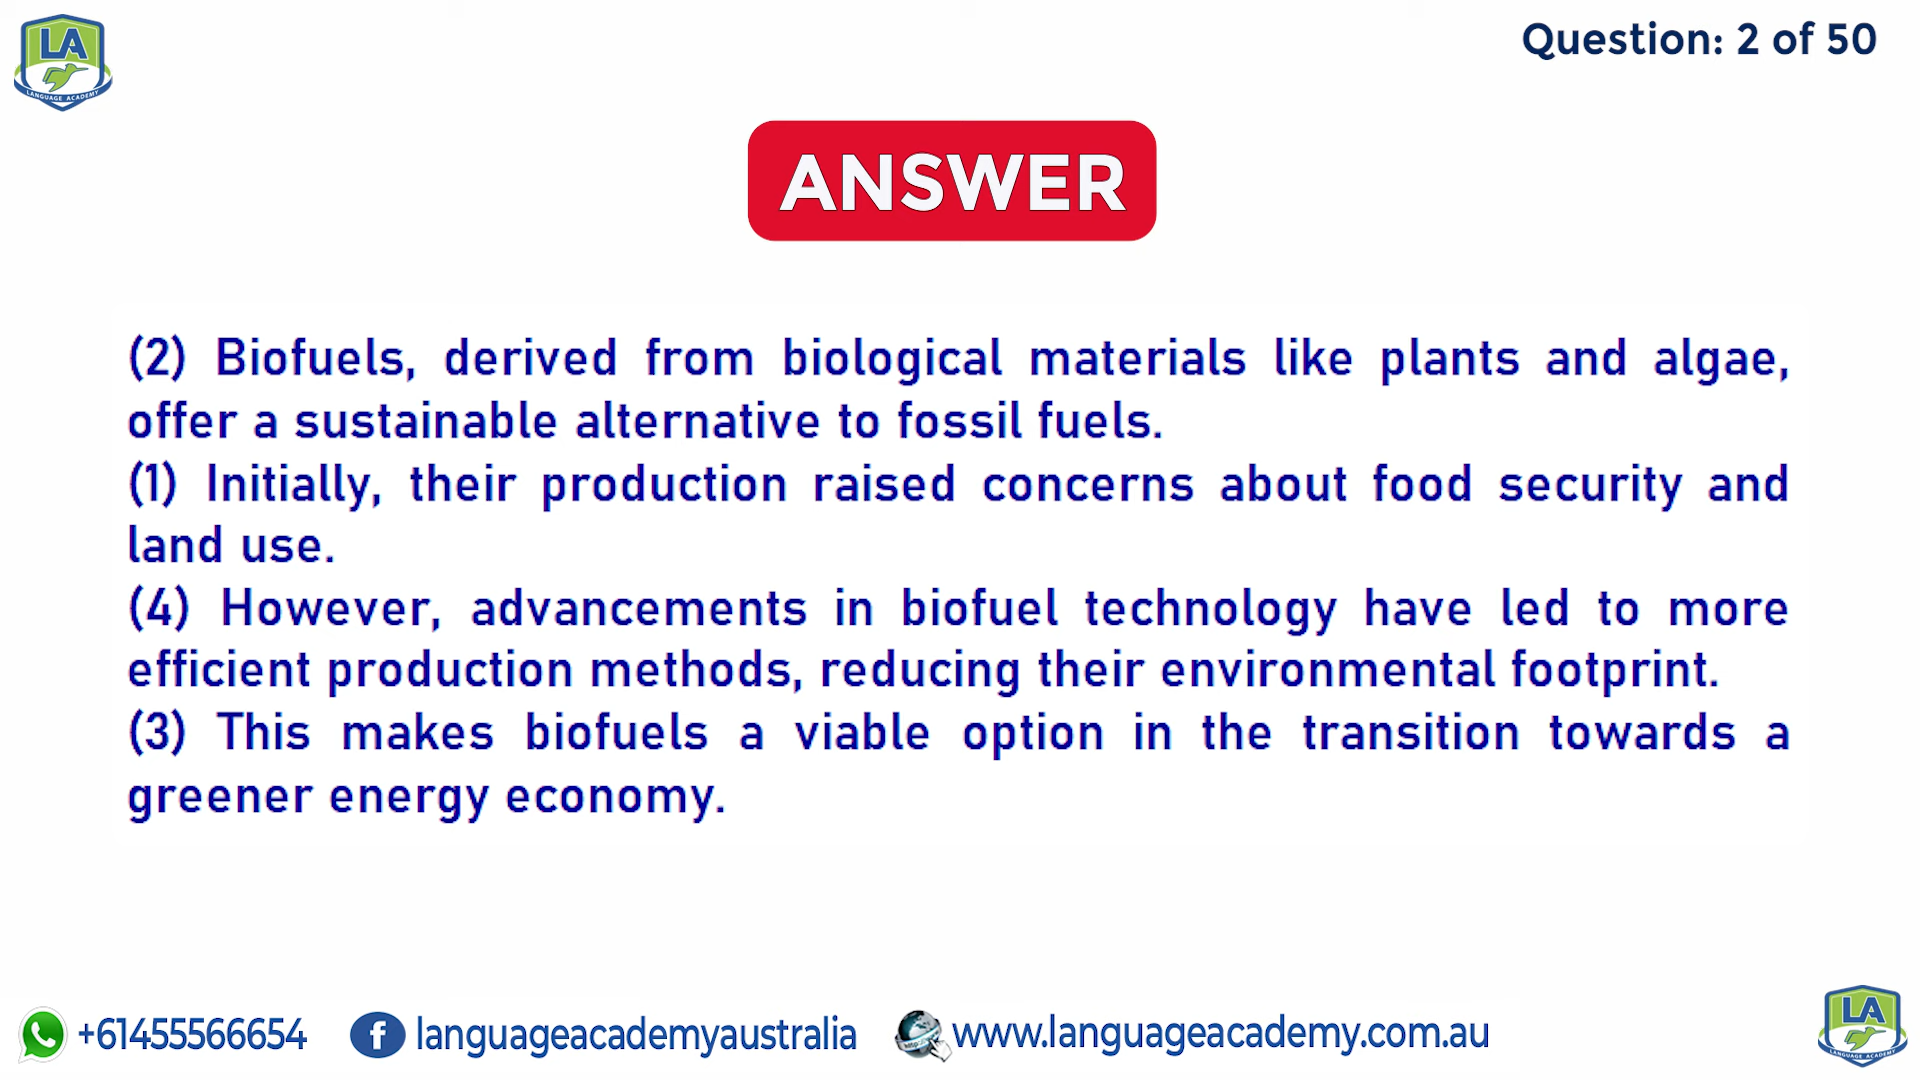 LA
LANGUAGE ACADEMY
Question: 2 of 50
ANSWER
(2) Biofuels, derived from biological materials like plants and algae,
offer a sustainable alternative to fossil fuels.
(1) Initially, their production raised concerns about food security and
land use.
(4) However, advancements in biofuel technology have led to more
efficient production methods, reducing their environmental footprint.
(3) This makes biofuels a viable option in the transition towards a
greener energy economy.
+61455566654
f languageacademyaustralia
www.languageacademy.com.au
LA
LANGUAGE ACADEMY